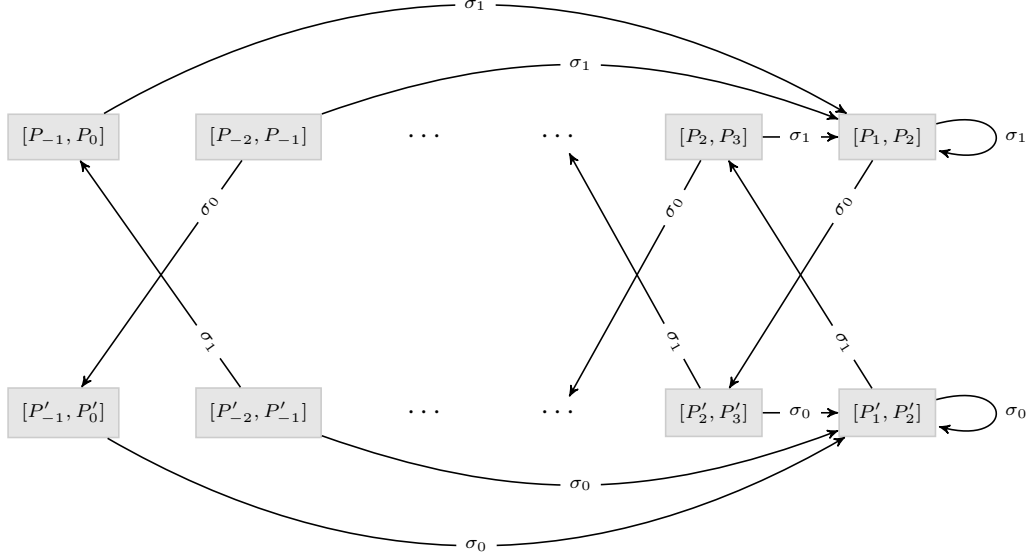 σ₁
σ₁
[P₋₁, P₀] [P₋₂, P₋₁] ⋯ ⋯ [P₂, P₃] σ₁ [P₁, P₂] σ₁
σ₀ σ₀ σ₀
σ₁ σ₁ σ₁
[P′₋₁, P′₀] [P′₋₂, P′₋₁] ⋯ ⋯ [P′₂, P′₃] σ₀ [P′₁, P′₂] σ₀
σ₀
σ₀